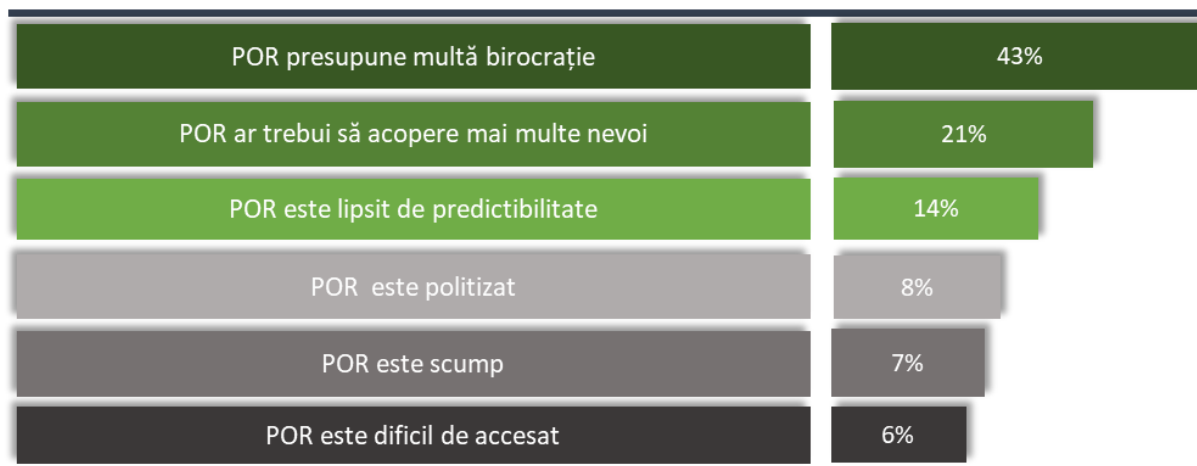 POR presupune multă birocrație 43%
POR ar trebui să acopere mai multe nevoi 21%
POR este lipsit de predictibilitate 14%
POR este politizat 8%
POR este scump 7%
POR este dificil de accesat 6%